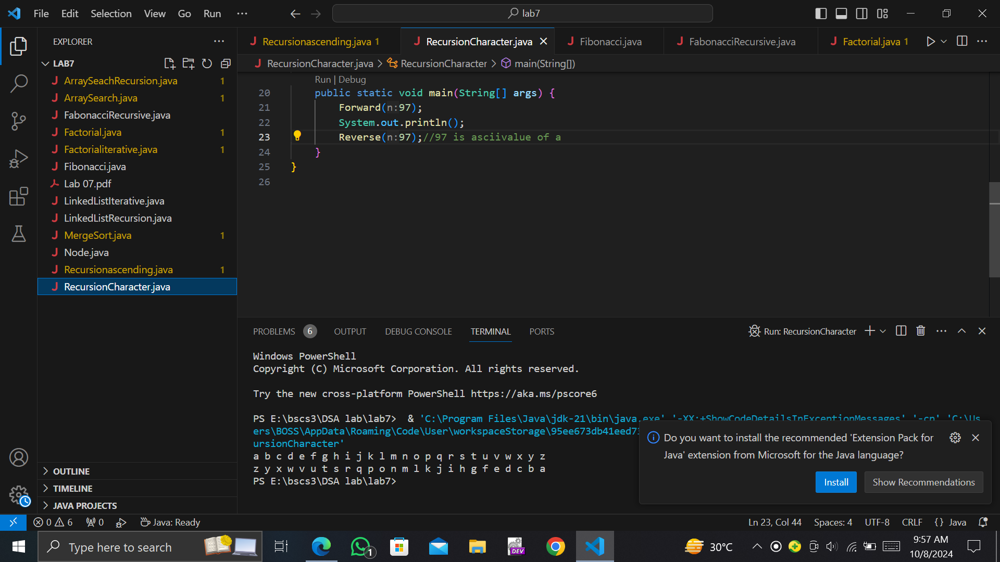 File Edit Selection View Go Run ···
lab7
EXPLORER
LAB7
ArraySeachRecursion.java 1
ArraySearch.java 1
FabonacciRecursive.java
Factorial.java 1
Factorialiterative.java 1
Fibonacci.java
Lab 07.pdf
LinkedListIterative.java
LinkedListRecursion.java
MergeSort.java 1
Node.java
Recursionascending.java 1
RecursionCharacter.java
OUTLINE
TIMELINE
JAVA PROJECTS
Recursionascending.java 1
RecursionCharacter.java
Fibonacci.java
FabonacciRecursive.java
Factorial.java 1
RecursionCharacter.java > RecursionCharacter > main(String[])
Run | Debug
20 public static void main(String[] args) {
21 Forward(n:97);
22 System.out.println();
23 Reverse(n:97);//97 is asciivalue of a
24 }
25 }
26
PROBLEMS 6 OUTPUT DEBUG CONSOLE TERMINAL PORTS
Run: RecursionCharacter
Windows PowerShell
Copyright (C) Microsoft Corporation. All rights reserved.
Try the new cross-platform PowerShell https://aka.ms/pscore6
PS E:\bscs3\DSA lab\lab7>  & 'C:\Program Files\Java\jdk-21\bin\java.exe' '-XX:+ShowCodeDetailsInExceptionMessages' '-cp' 'C:\Us
ers\BOSS\AppData\Roaming\Code\User\workspaceStorage\95ee673db41eed7
ursionCharacter'
a b c d e f g h i j k l m n o p q r s t u v w x y z
z y x w v u t s r q p o n m l k j i h g f e d c b a
PS E:\bscs3\DSA lab\lab7>
Do you want to install the recommended 'Extension Pack for
Java' extension from Microsoft for the Java language?
Install
Show Recommendations
0 6 0 Java: Ready
Ln 23, Col 44 Spaces: 4 UTF-8 CRLF {} Java
Type here to search
1
DEV
30°C
9:57 AM
10/8/2024